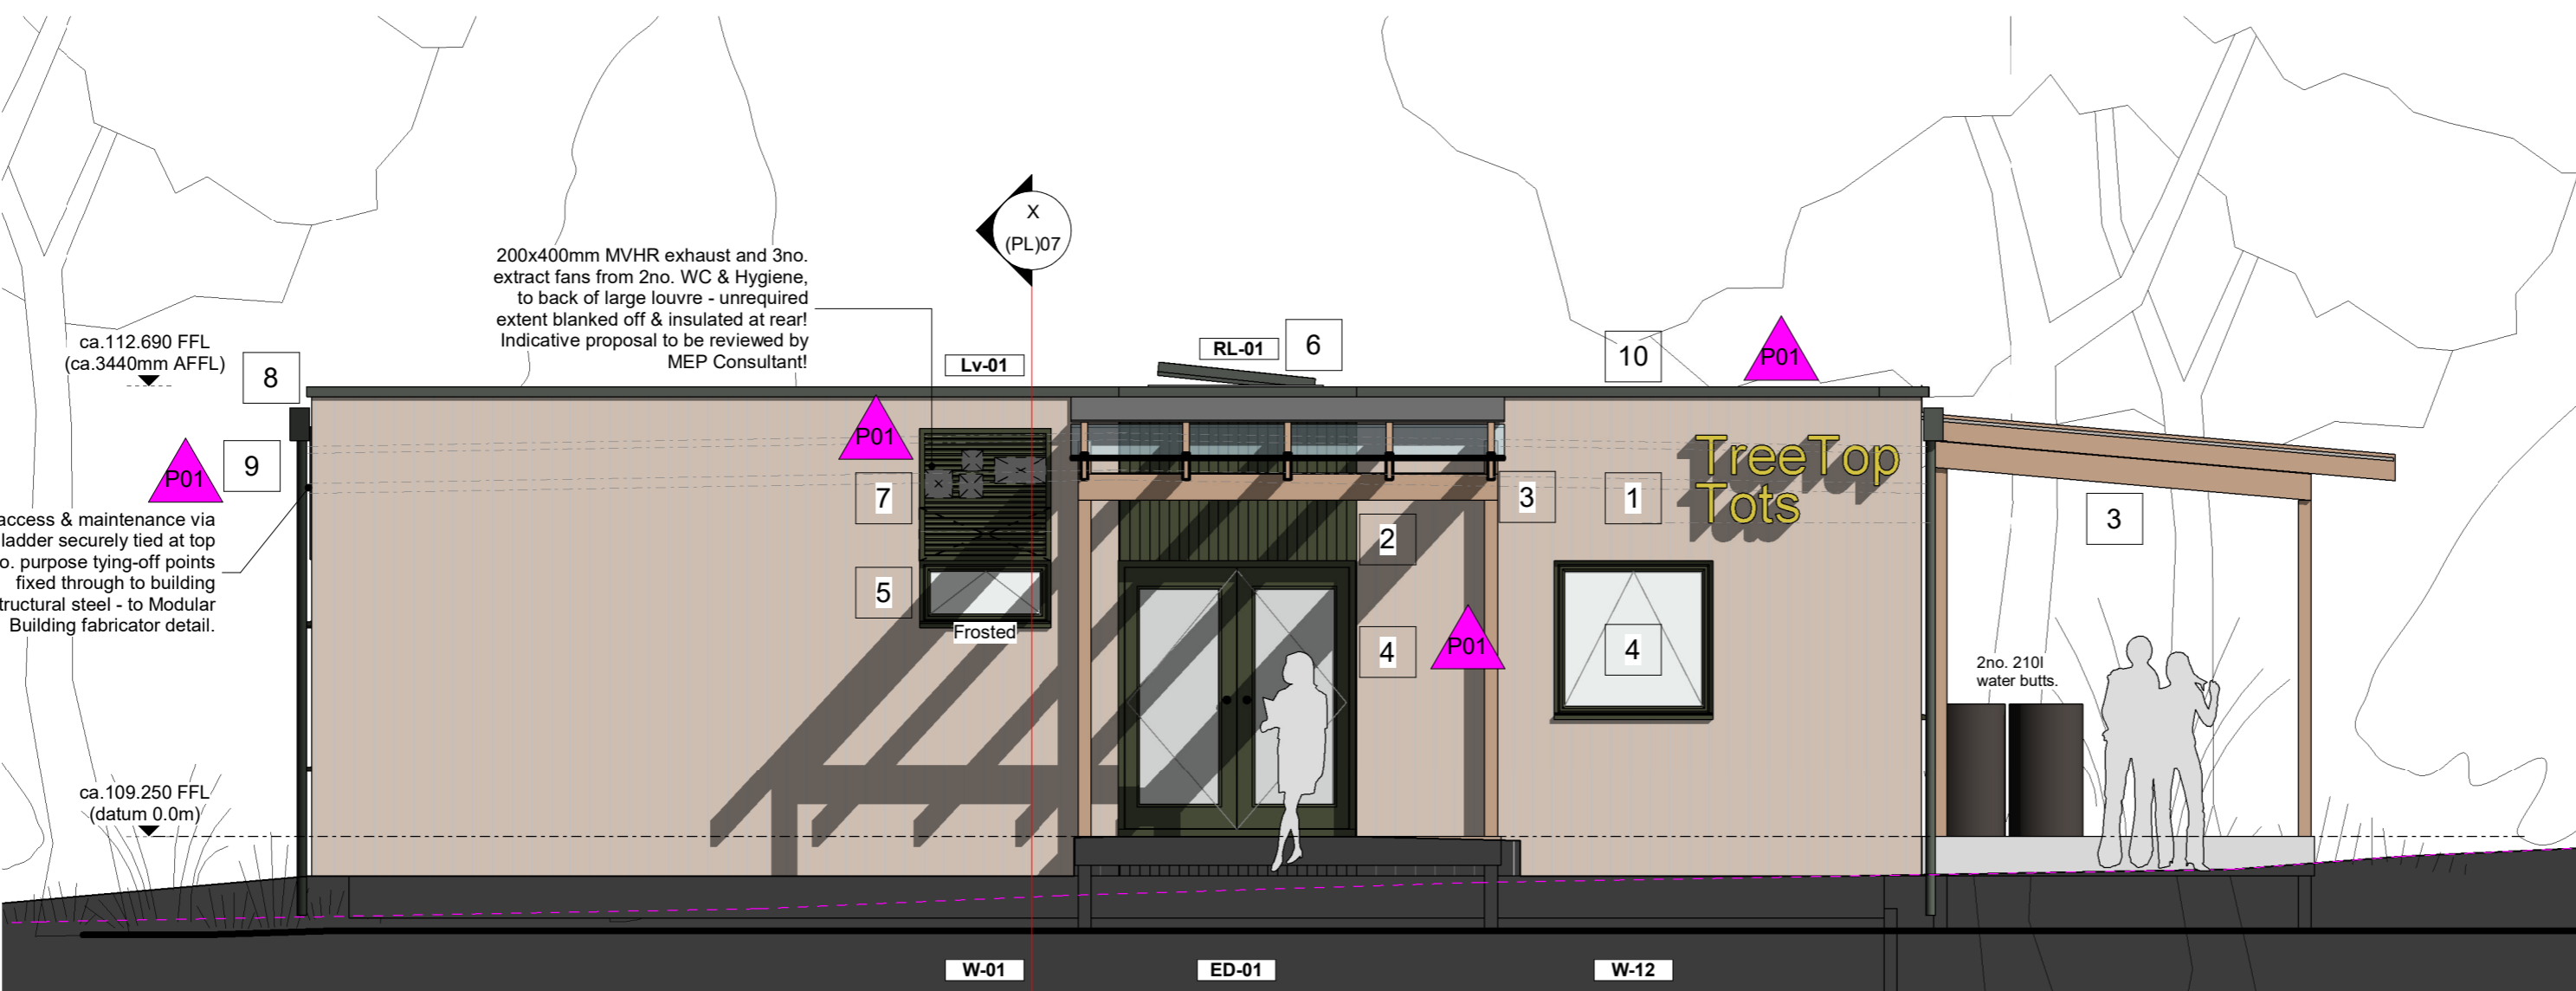 X
(PL)07
200x400mm MVHR exhaust and 3no.
extract fans from 2no. WC & Hygiene,
to back of large louvre - unrequired
extent blanked off & insulated at rear!
Indicative proposal to be reviewed by
MEP Consultant!
ca.112.690 FFL
(ca.3440mm AFFL)
8
Lv-01
RL-01
6
10
P01
P01
9
P01
access & maintenance via
ladder securely tied at top
o. purpose tying-off points
fixed through to building
tructural steel - to Modular
Building fabricator detail.
7
5
Frosted
2
3
1
TreeTop
Tots
3
4
P01
4
2no. 210l
water butts.
ca.109.250 FFL
(datum 0.0m)
W-01
ED-01
W-12